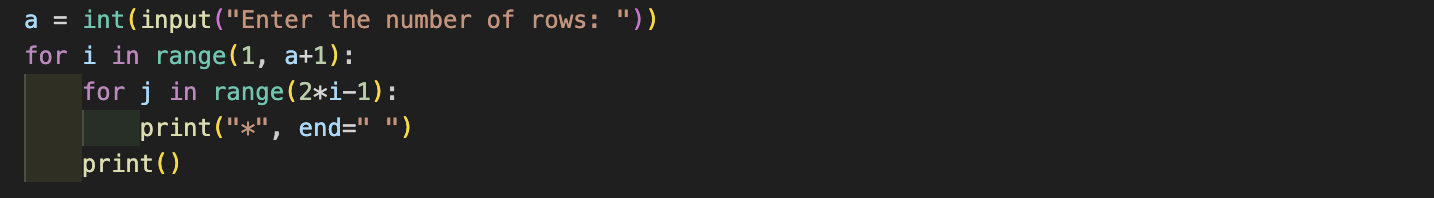 a = int(input("Enter the number of rows: "))
for i in range(1, a+1):
    for j in range(2*i-1):
        print("*", end=" ")
    print()